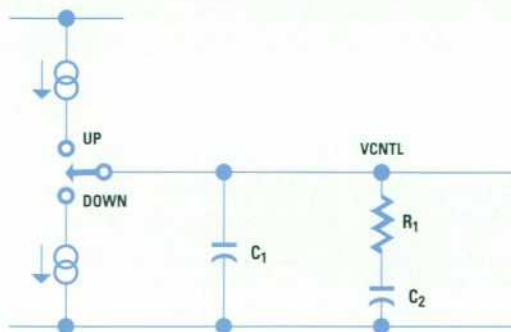 UP
VCNTL
DOWN
R₁
C₁
C₂